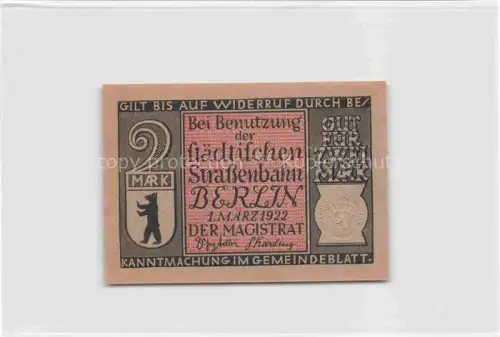 GILT BIS AUF WIDERRUF DURCH BE/
2
MARK
Bei Benutzung
der
städtischen
Straßenbahn
BERLIN
1. MÄRZ 1922
DER MAGISTRAT
GUT
FÜR
ZWEI
MARK
KANNTMACHUNG IM GEMEINDEBLATT.